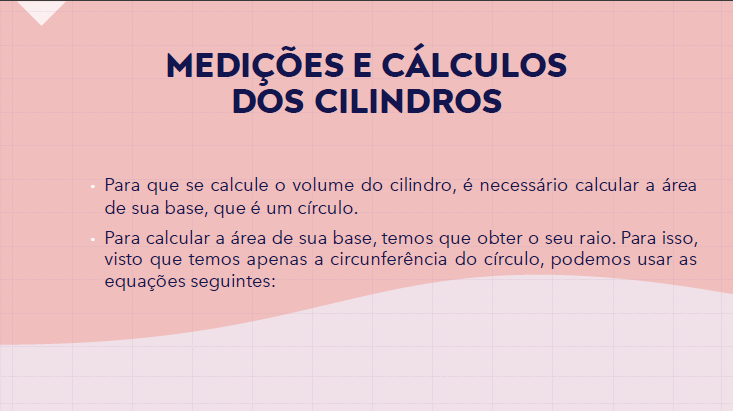 MEDIÇÕES E CÁLCULOS
DOS CILINDROS
• Para que se calcule o volume do cilindro, é necessário calcular a área
de sua base, que é um círculo.
• Para calcular a área de sua base, temos que obter o seu raio. Para isso,
visto que temos apenas a circunferência do círculo, podemos usar as
equações seguintes: